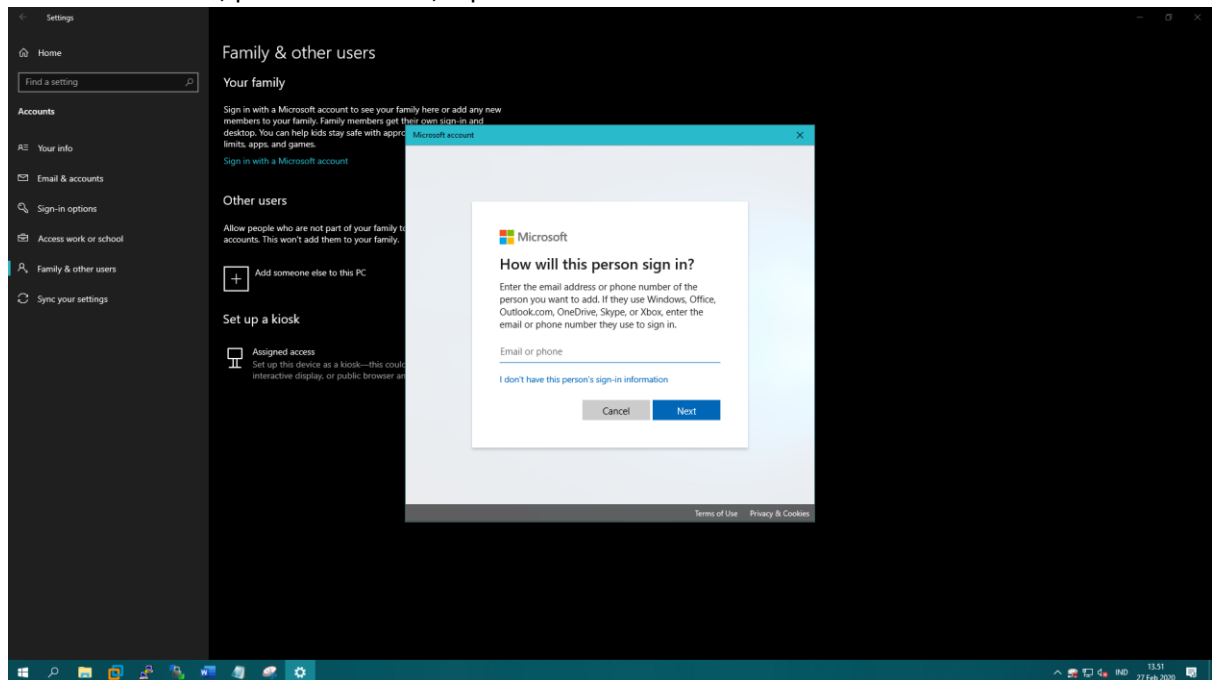 Settings
Home
Find a setting
Accounts
Your info
Email & accounts
Sign-in options
Access work or school
Family & other users
Sync your settings
Family & other users
Your family
Sign in with a Microsoft account to see your family here or add any new
members to your family. Family members get their own sign-in and
desktop. You can help kids stay safe with appro
limits, apps, and games.
Sign in with a Microsoft account
Other users
Allow people who are not part of your family to
accounts. This won't add them to your family.
Add someone else to this PC
Set up a kiosk
Assigned access
Set up this device as a kiosk—this could
interactive display, or public browser an
Microsoft account
Microsoft
How will this person sign in?
Enter the email address or phone number of the
person you want to add. If they use Windows, Office,
Outlook.com, OneDrive, Skype, or Xbox, enter the
email or phone number they use to sign in.
Email or phone
I don't have this person's sign-in information
Cancel Next
Terms of Use Privacy & Cookies
IND
13.51
27 Feb 2020